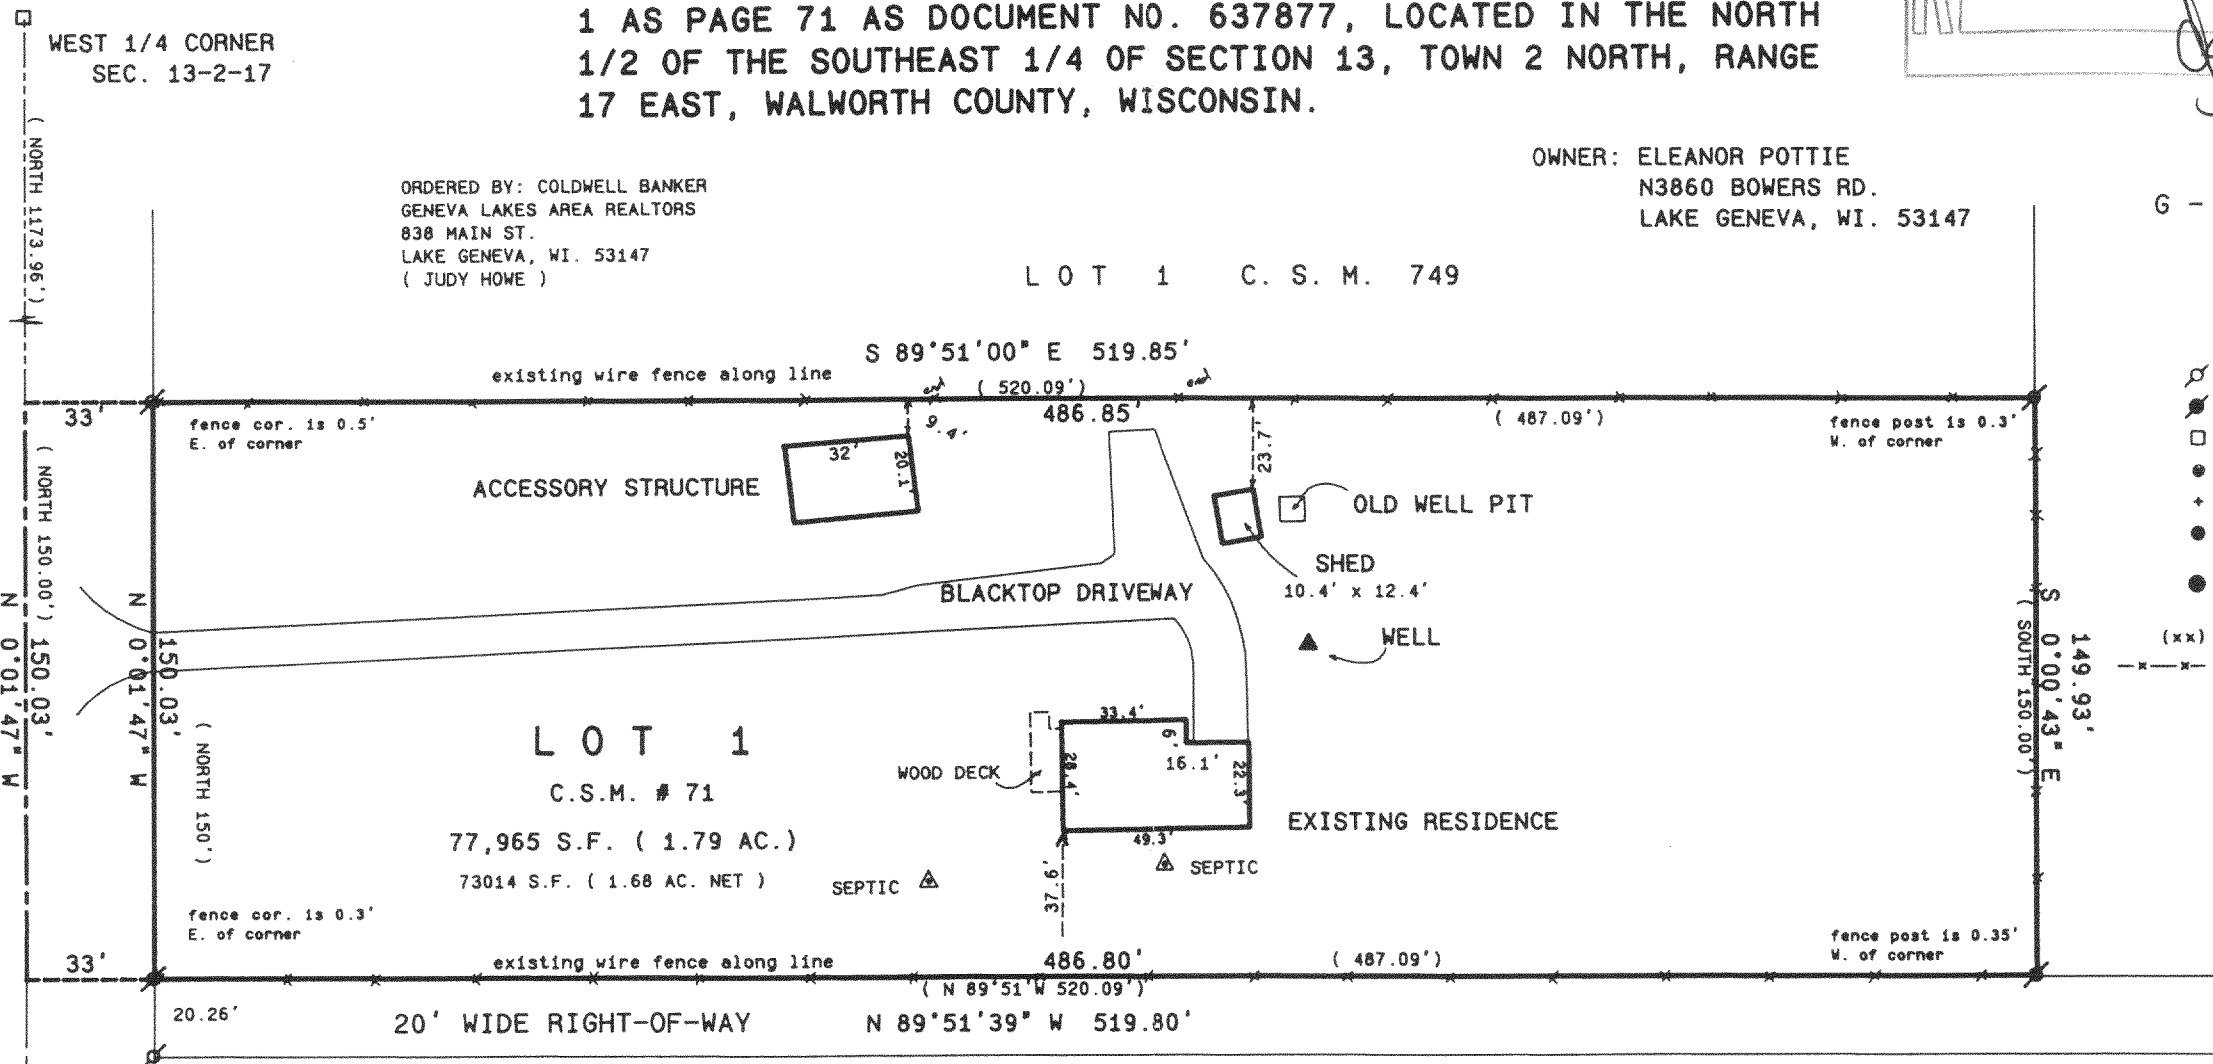 1 AS PAGE 71 AS DOCUMENT NO. 637877, LOCATED IN THE NORTH
1/2 OF THE SOUTHEAST 1/4 OF SECTION 13, TOWN 2 NORTH, RANGE
17 EAST, WALWORTH COUNTY, WISCONSIN.
WEST 1/4 CORNER
SEC. 13-2-17
( NORTH 1173.96')
ORDERED BY: COLDWELL BANKER
GENEVA LAKES AREA REALTORS
838 MAIN ST.
LAKE GENEVA, WI. 53147
( JUDY HOWE )
OWNER: ELEANOR POTTIE
N3860 BOWERS RD.
LAKE GENEVA, WI. 53147
G -
LOT 1 C. S. M. 749
S 89°51'00" E 519.85'
existing wire fence along line
end
( 520.09')
end
33'
486.85'
( 487.09')
fence cor. is 0.5'
E. of corner
9.4'
fence post is 0.3'
W. of corner
23.7'
32'
20.1'
ACCESSORY STRUCTURE
OLD WELL PIT
SHED
10.4' x 12.4'
BLACKTOP DRIVEWAY
WELL
(xx)
( NORTH 150.00')
150.03'
N 0°01'47" W
N 0°01'47" W
150.03'
( NORTH 150')
( SOUTH 150.00')
S 0°00'43" E
149.93'
LOT 1
C.S.M. # 71
77,965 S.F. ( 1.79 AC.)
73014 S.F. ( 1.68 AC. NET )
33.4'
6'
16.1'
28.4'
22.3'
49.3'
WOOD DECK
EXISTING RESIDENCE
SEPTIC
SEPTIC
37.6'
fence cor. is 0.3'
E. of corner
fence post is 0.35'
W. of corner
33'
existing wire fence along line
486.80'
( 487.09')
( N 89°51'W 520.09')
20.26'
20' WIDE RIGHT-OF-WAY
N 89°51'39" W 519.80'